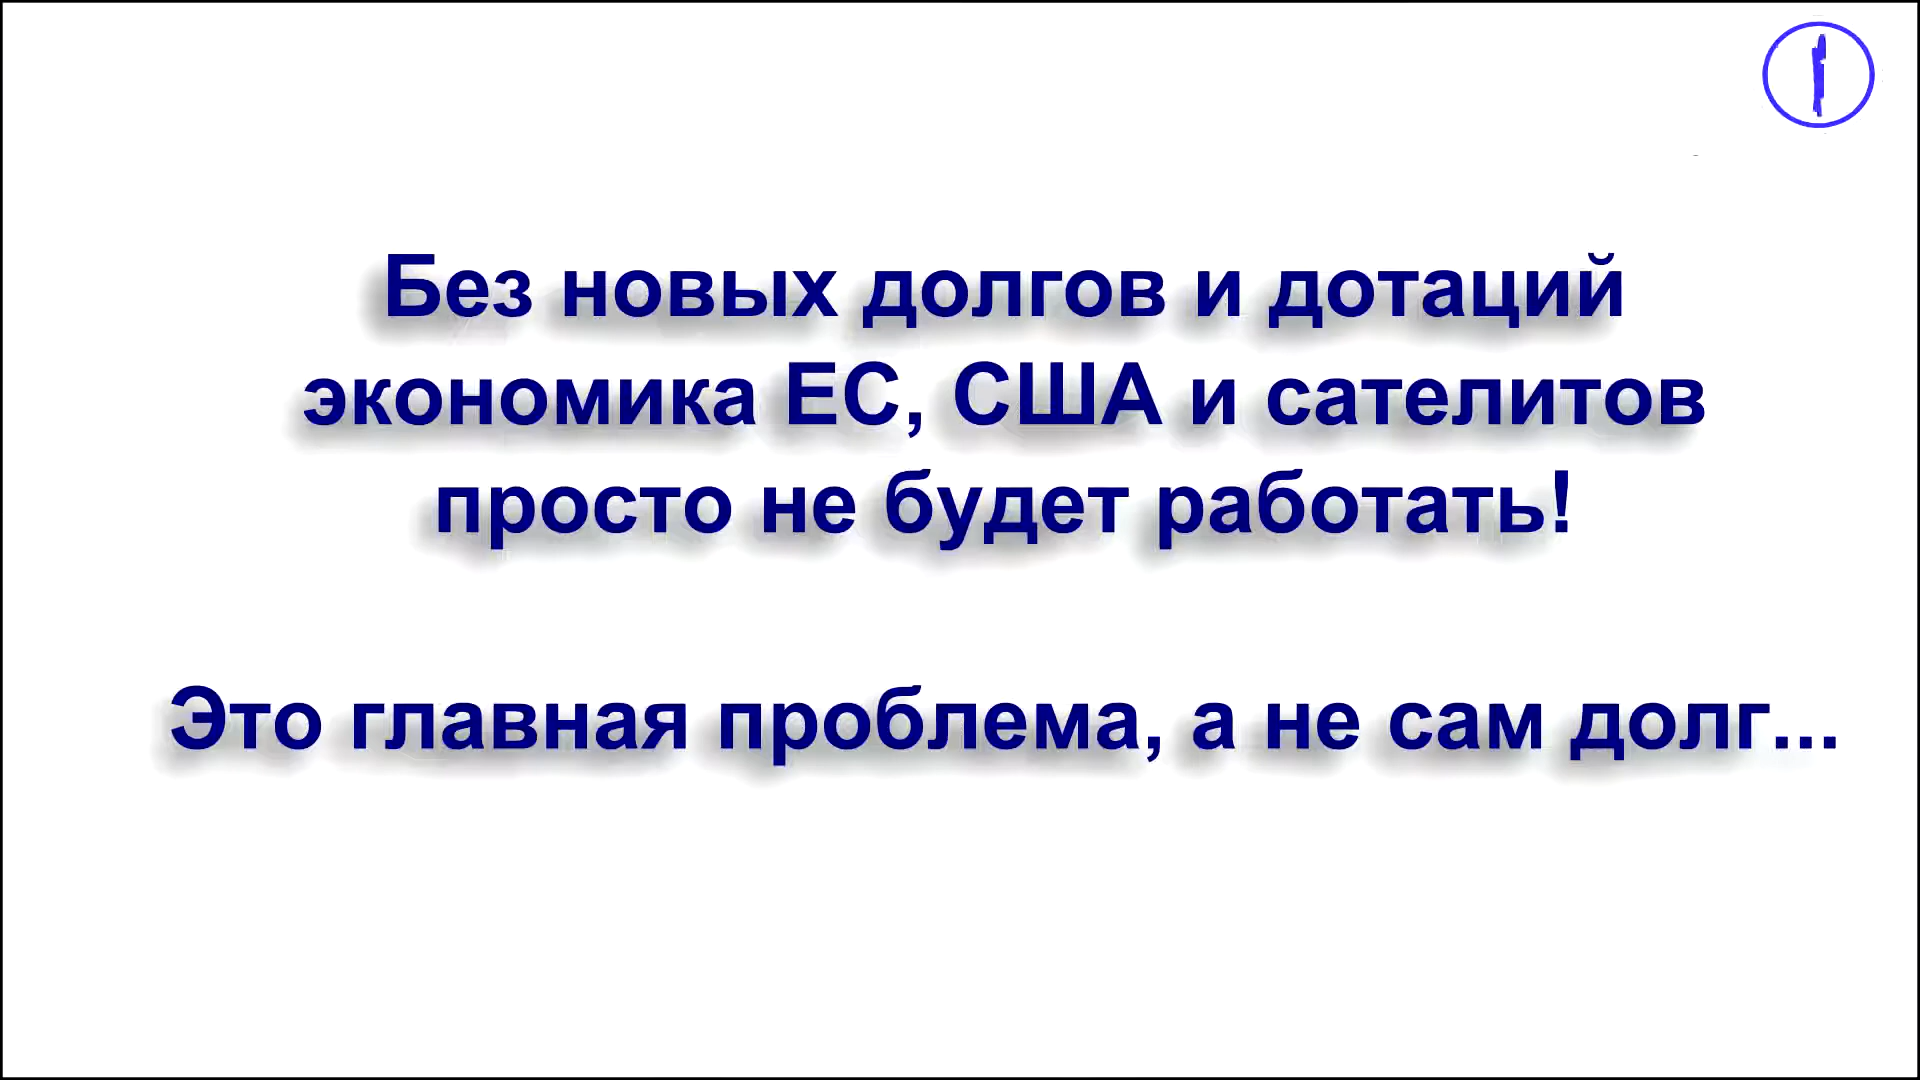 Без новых долгов и дотаций
экономика ЕС, США и сателитов
просто не будет работать!
Это главная проблема, а не сам долг...